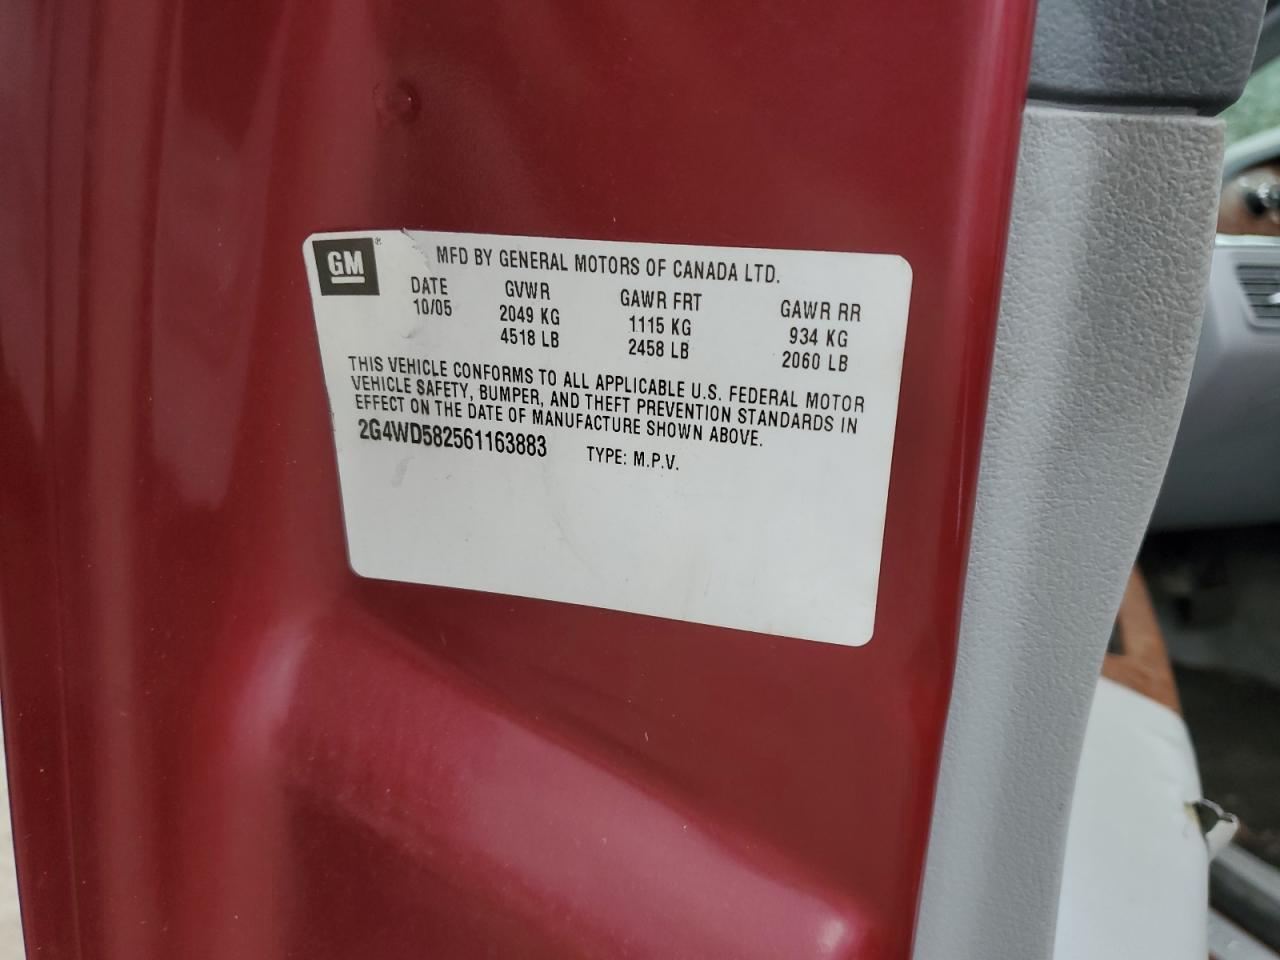 GM ® MFD BY GENERAL MOTORS OF CANADA LTD.
DATE GVWR GAWR FRT GAWR RR
10/05 2049 KG 1115 KG 934 KG
4518 LB 2458 LB 2060 LB
THIS VEHICLE CONFORMS TO ALL APPLICABLE U.S. FEDERAL MOTOR
VEHICLE SAFETY, BUMPER, AND THEFT PREVENTION STANDARDS IN
EFFECT ON THE DATE OF MANUFACTURE SHOWN ABOVE.
2G4WD582561163883 TYPE: M.P.V.